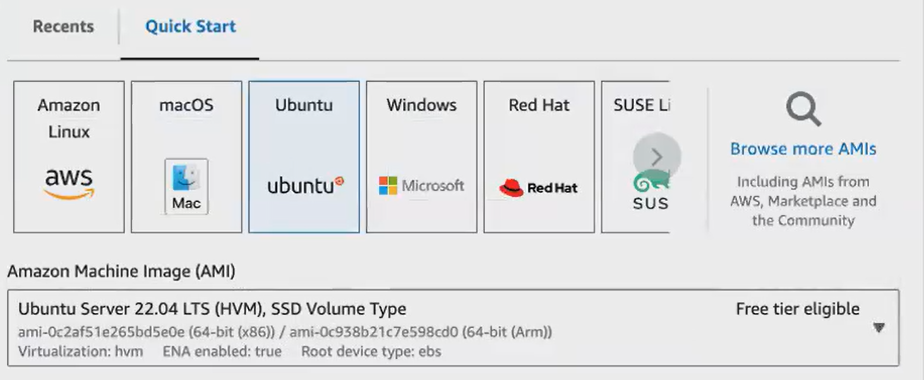 Recents
Quick Start
Amazon
Linux
aws
macOS
Mac
Ubuntu
ubuntu
Windows
Microsoft
Red Hat
Red Hat
SUSE Li
SUS
Browse more AMIs
Including AMIs from
AWS, Marketplace and
the Community
Amazon Machine Image (AMI)
Ubuntu Server 22.04 LTS (HVM), SSD Volume Type
Free tier eligible
ami-0c2af51e265bd5e0e (64-bit (x86)) / ami-0c938b21c7e598cd0 (64-bit (Arm))
Virtualization: hvm ENA enabled: true Root device type: ebs